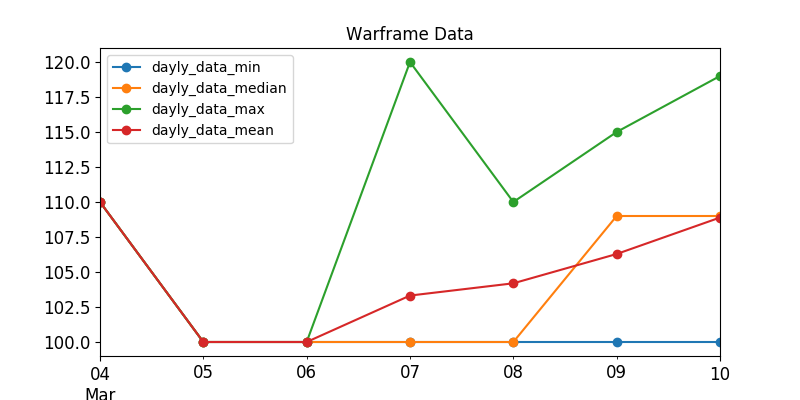 Warframe Data
dayly_data_min
dayly_data_median
dayly_data_max
dayly_data_mean
120.0
117.5
115.0
112.5
110.0
107.5
105.0
102.5
100.0
04 05 06 07 08 09 10
Mar